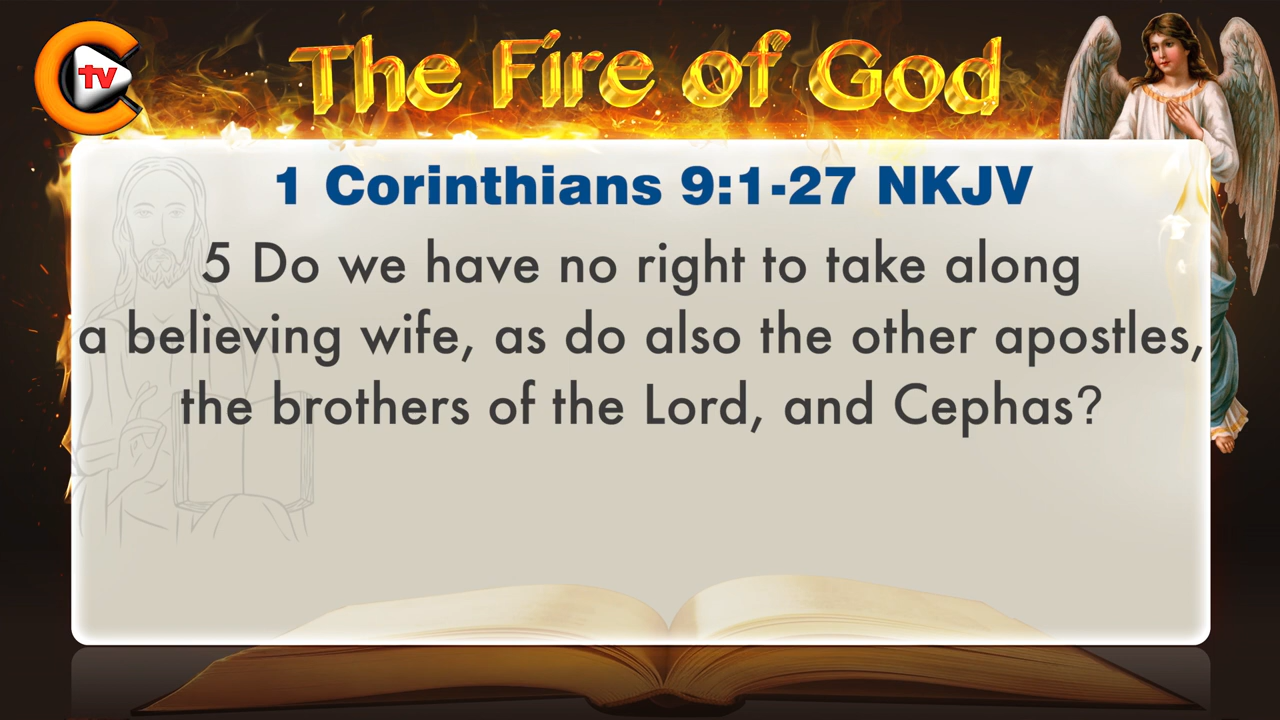 tv
The Fire of God
1 Corinthians 9:1-27 NKJV
5 Do we have no right to take along
a believing wife, as do also the other apostles,
the brothers of the Lord, and Cephas?